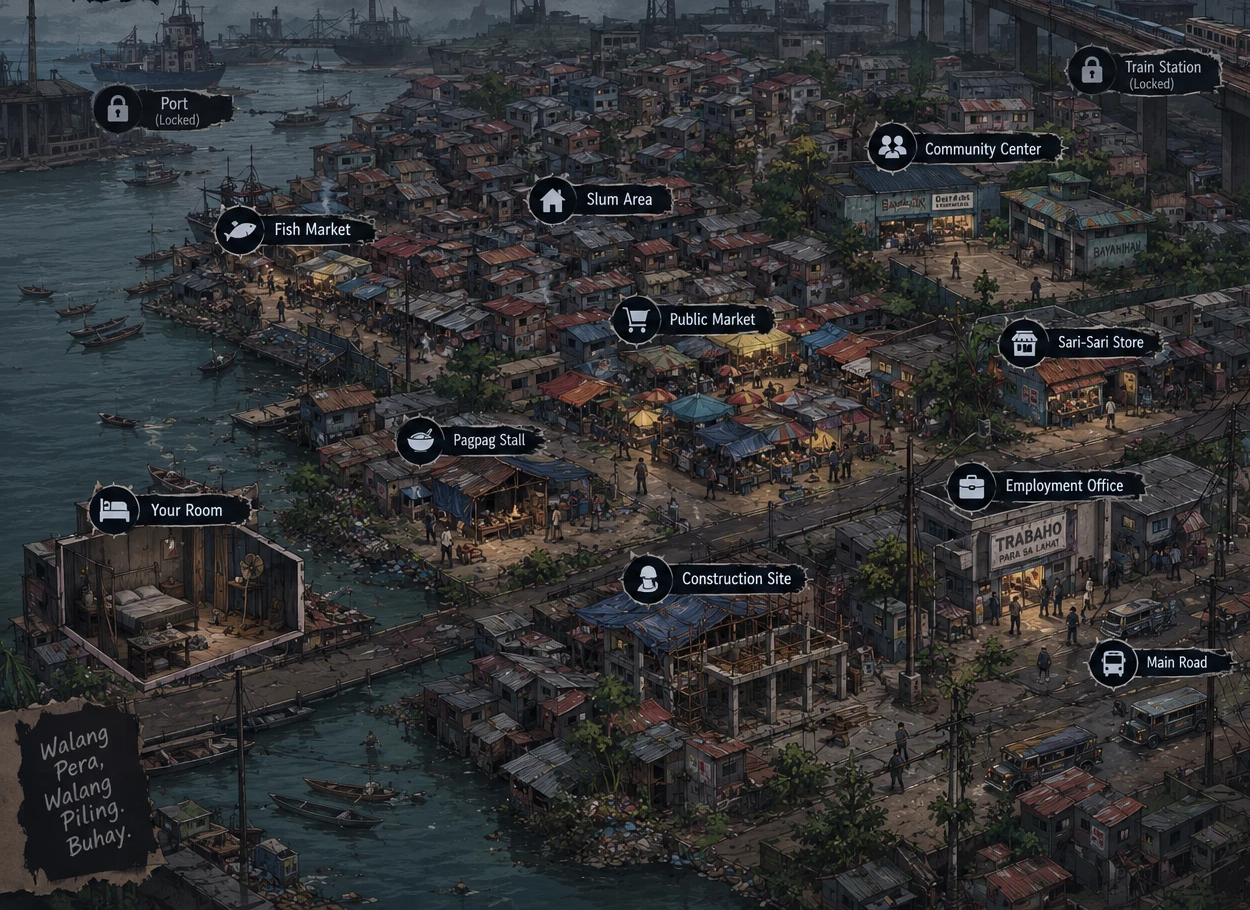 Port
(Locked)
Train Station
(Locked)
Community Center
Slum Area
Fish Market
BAYANIHAN
Public Market
Sari-Sari Store
Pagpag Stall
Employment Office
Your Room
TRABAHO
PARA SA LAHAT
Construction Site
Main Road
Walang
Pera,
Walang
Piling.
Buhay.